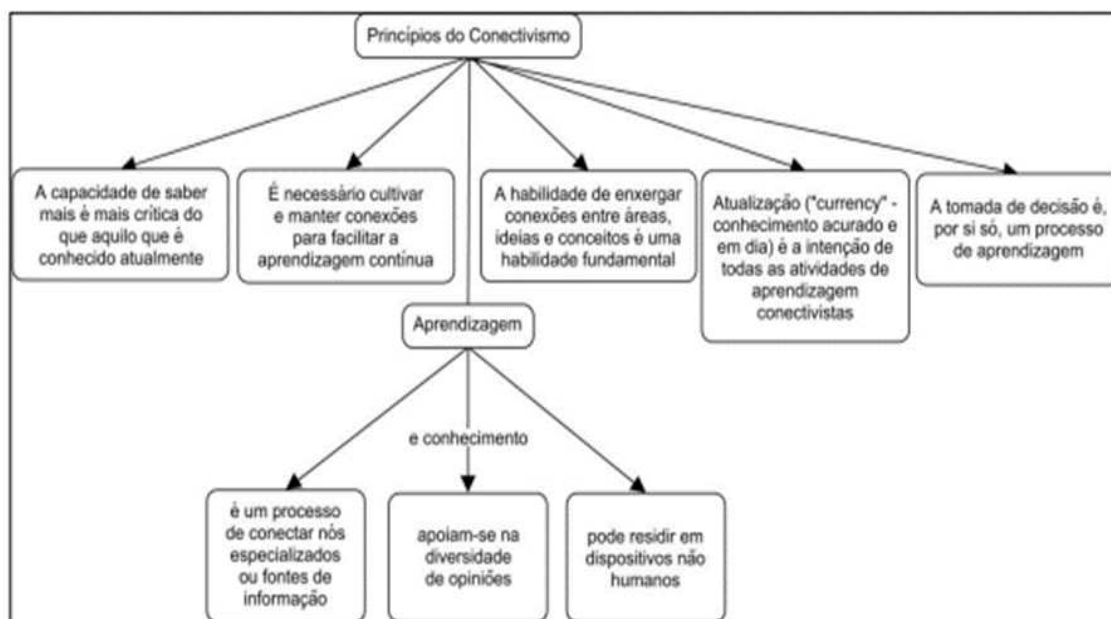 Princípios do Conectivismo
A capacidade de saber
mais é mais crítica do
que aquilo que é
conhecido atualmente
É necessário cultivar
e manter conexões
para facilitar a
aprendizagem contínua
A habilidade de enxergar
conexões entre áreas,
ideias e conceitos é uma
habilidade fundamental
Atualização ("currency" -
conhecimento acurado e
em dia) é a intenção de
todas as atividades de
aprendizagem
conectivistas
A tomada de decisão é,
por si só, um processo
de aprendizagem
Aprendizagem
e conhecimento
é um processo
de conectar nós
especializados
ou fontes de
informação
apoiam-se na
diversidade
de opiniões
pode residir em
dispositivos não
humanos